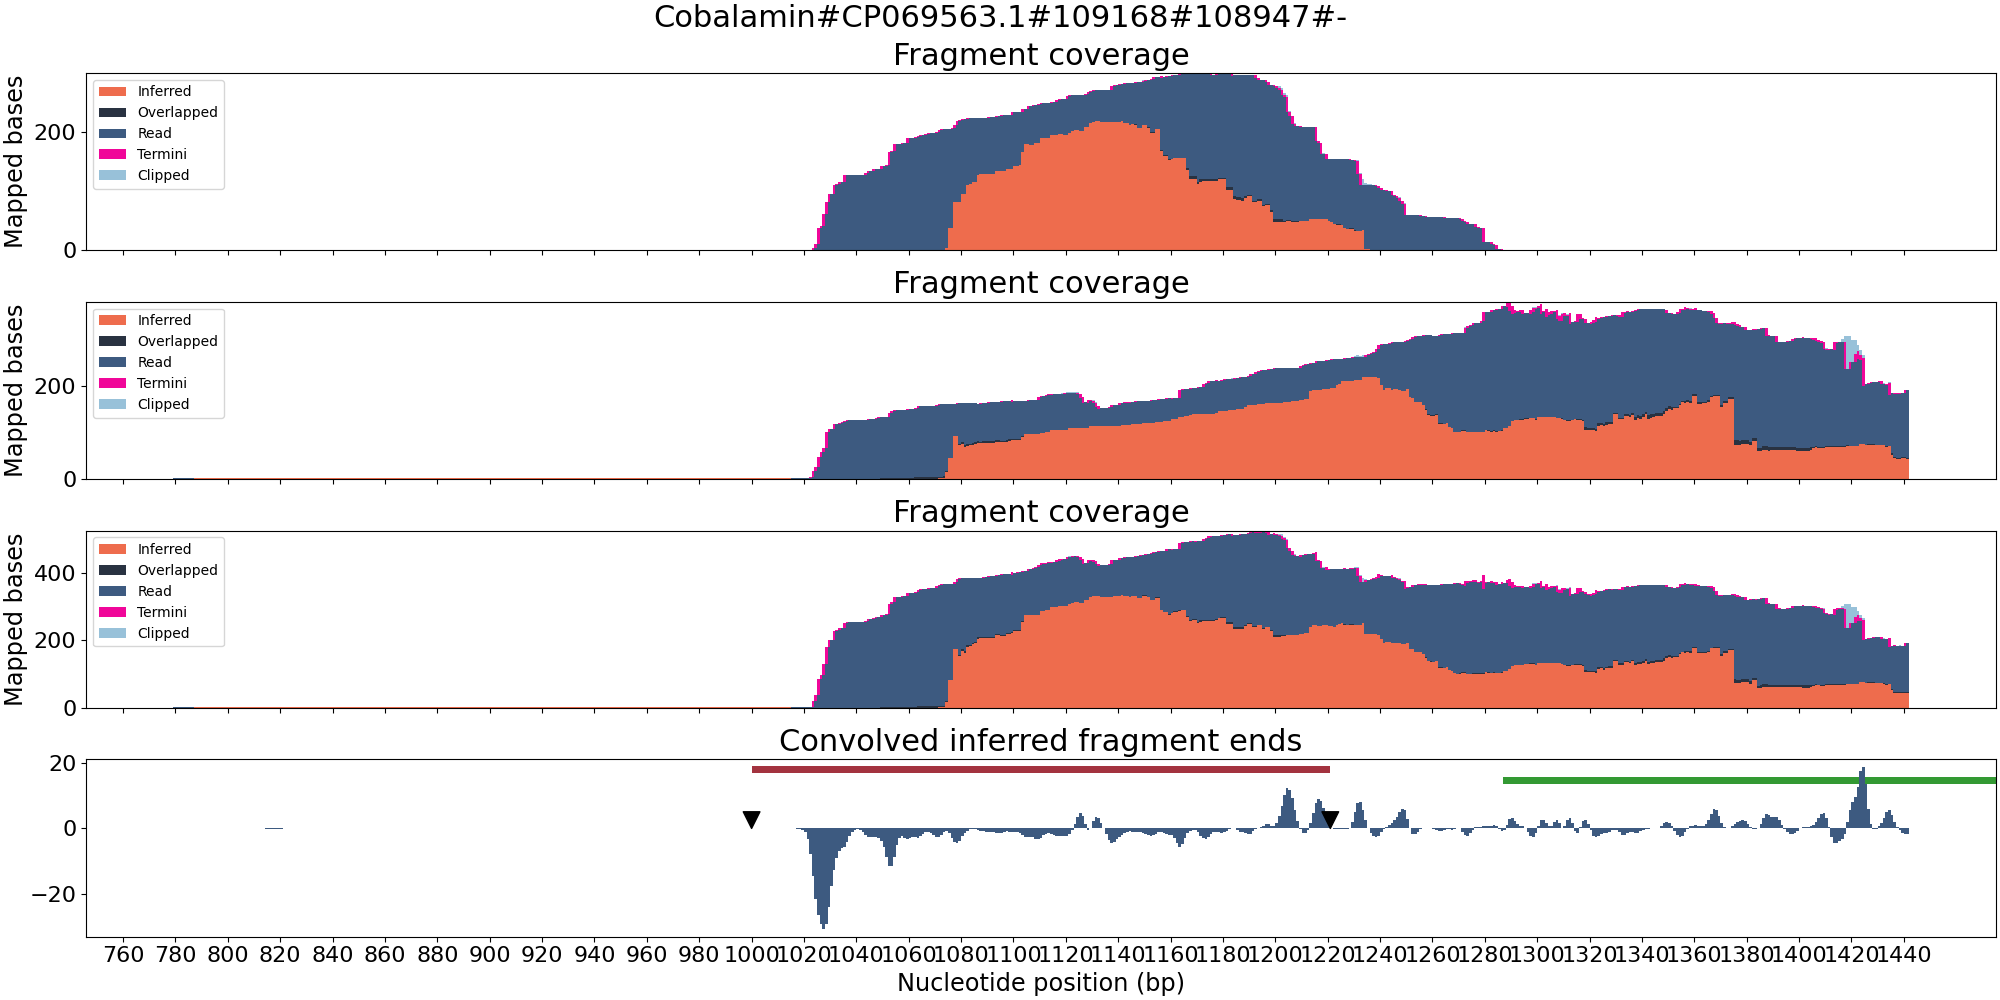 Cobalamin#CP069563.1#109168#108947#-
Fragment coverage
Mapped bases
200
0
Inferred
Overlapped
Read
Termini
Clipped
Fragment coverage
Mapped bases
200
0
Inferred
Overlapped
Read
Termini
Clipped
Fragment coverage
Mapped bases
400
200
0
Inferred
Overlapped
Read
Termini
Clipped
Convolved inferred fragment ends
20
0
−20
760 780 800 820 840 860 880 900 920 940 960 980 1000 1020 1040 1060 1080 1100 1120 1140 1160 1180 1200 1220 1240 1260 1280 1300 1320 1340 1360 1380 1400 1420 1440
Nucleotide position (bp)